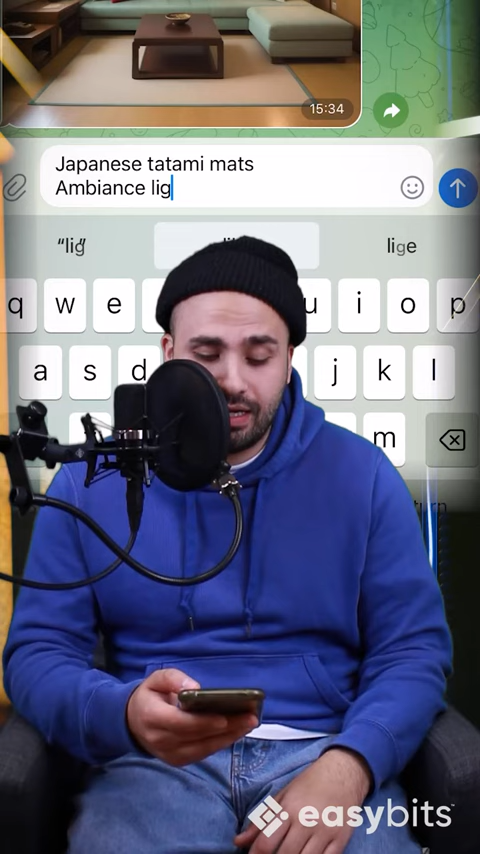 15:34
Japanese tatami mats
Ambiance lig
“lig” lige
q w e u i o p
a s d j k l
m
easybits